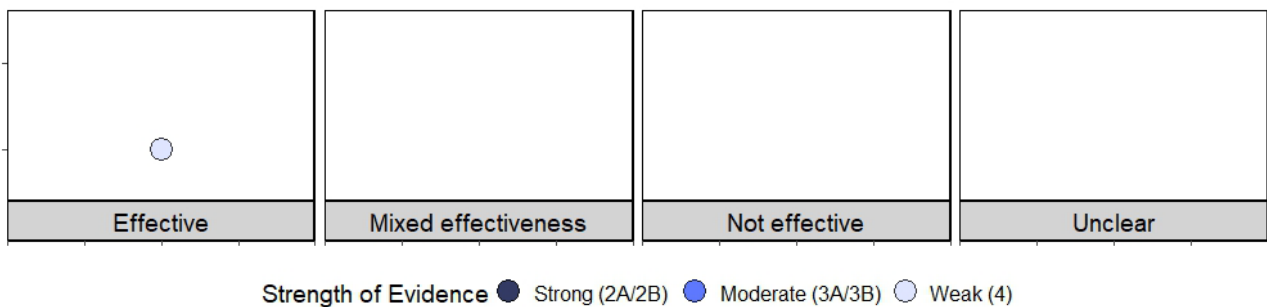 Effective
Mixed effectiveness
Not effective
Unclear
Strength of Evidence Strong (2A/2B) Moderate (3A/3B) Weak (4)